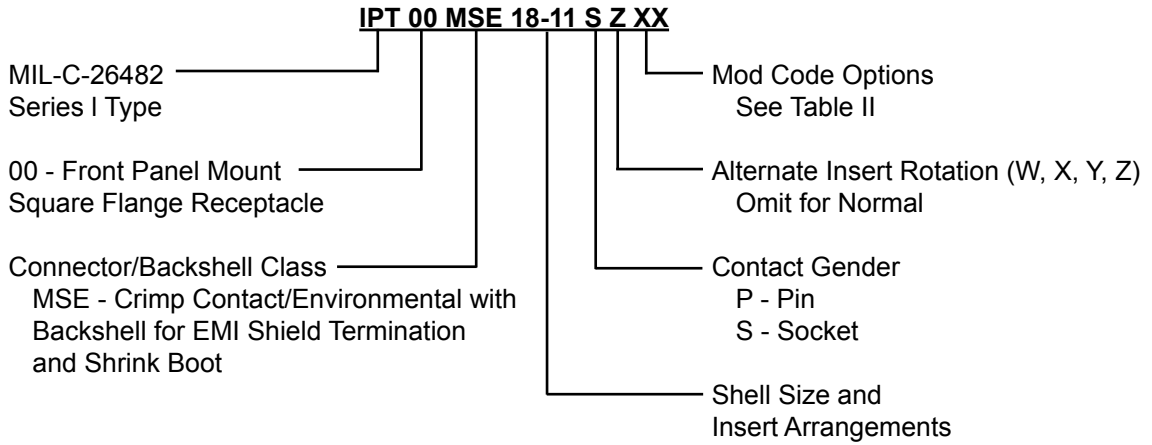 IPT 00 MSE 18-11 S Z XX
MIL-C-26482
Series I Type
00 - Front Panel Mount
Square Flange Receptacle
Connector/Backshell Class
MSE - Crimp Contact/Environmental with
Backshell for EMI Shield Termination
and Shrink Boot
Mod Code Options
See Table II
Alternate Insert Rotation (W, X, Y, Z)
Omit for Normal
Contact Gender
P - Pin
S - Socket
Shell Size and
Insert Arrangements